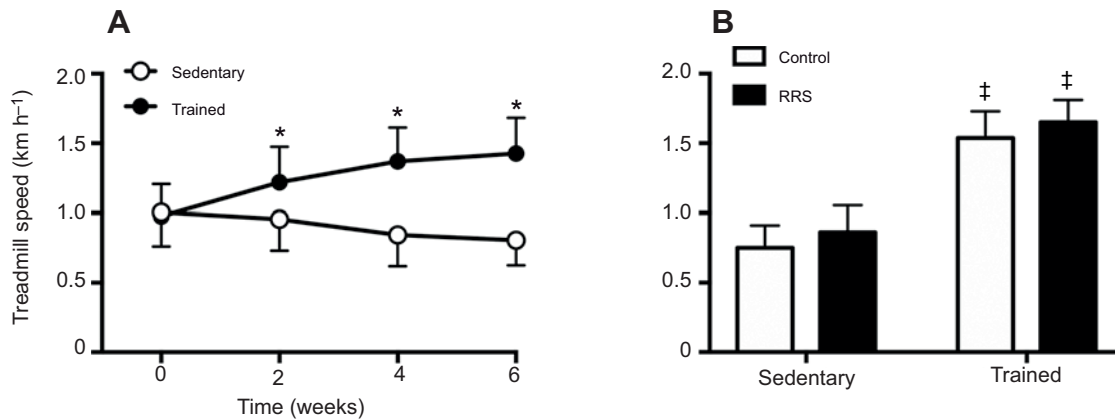 A
Treadmill speed (km h⁻¹)
2.0
1.5
1.0
0.5
0
Sedentary
Trained
*
*
*
0
2
4
6
Time (weeks)
B
2.0
1.5
1.0
0.5
0
Control
RRS
‡
‡
Sedentary
Trained